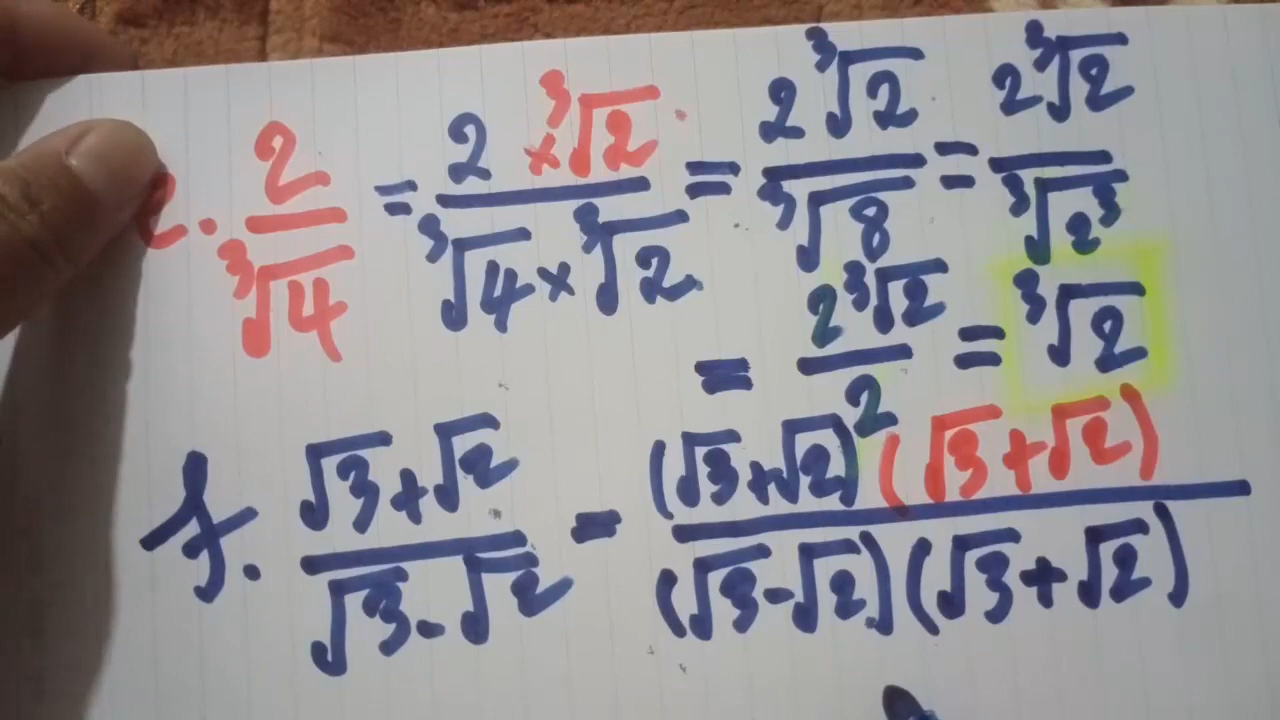 e. 2/∛4 = 2 ×∛2/∛4 × ∛2 = 2∛2/∛8 = 2∛2/∛2³
= 2∛2/2 = ∛2
f. √3+√2/√3-√2 = (√3+√2)(√3+√2)/(√3-√2)(√3+√2)